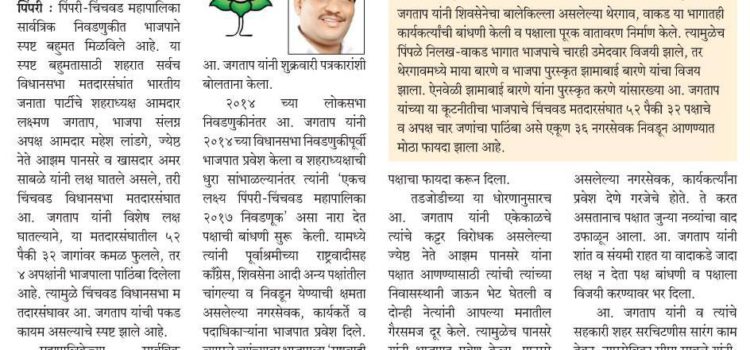 पिंपरी : पिंपरी-चिंचवड महापालिका
सार्वत्रिक निवडणुकीत भाजपाने
स्पष्ट बहुमत मिळविले आहे. या
स्पष्ट बहुमतासाठी शहरात सर्वच
विधानसभा मतदारसंघांत भारतीय
जनता पार्टीचे शहराध्यक्ष आमदार
लक्ष्मण जगताप, भाजपा संलग्न
अपक्ष आमदार महेश लांडगे, ज्येष्ठ
नेते आझम पानसरे व खासदार अमर
साबळे यांनी लक्ष घातले असले, तरी
चिंचवड विधानसभा मतदारसंघात
आ. जगताप यांनी विशेष लक्ष
घातल्याने, या मतदारसंघातील ५२
पैकी ३२ जागांवर कमळ फुलले, तर
४ अपक्षांनी भाजपाला पाठिंबा दिलेला
आहे. त्यामुळे चिंचवड विधानसभा म
तदारसंघावर आ. जगतापांची पकड
कायम असल्याचे स्पष्ट झाले आहे.
महापालिकेच्या सार्वत्रिक
आ. जगताप यांनी शुक्रवारी पत्रकारांशी
बोलताना केला.
२०१४ च्या लोकसभा
निवडणुकीनंतर आ. जगताप यांनी
२०१४च्या विधानसभा निवडणुकीपूर्वी
भाजपात प्रवेश केला व शहराध्यक्षाची
धुरा सांभाळल्यानंतर त्यांनी ‘एकच
लक्ष्य पिंपरी-चिंचवड महापालिका
२०१७ निवडणूक’ असा नारा देत
पक्षाची बांधणी सुरू केली. यामध्ये
त्यांनी पूर्वाश्रमीच्या राष्ट्रवादीसह
काँग्रेस, शिवसेना आदी अन्य पक्षांतील
चांगल्या व निवडून येण्याची क्षमता
असलेल्या नगरसेवक, कार्यकर्ते व
पदाधिकाऱ्यांना भाजपात प्रवेश दिले.
जगताप यांनी शिवसेनेचा बालेकिल्ला असलेल्या थेरगाव, वाकड या भागातही
कार्यकर्त्यांची बांधणी केली व पक्षाला पूरक वातावरण निर्माण केले. त्यामुळेच
पिंपळे निलख-वाकड भागात भाजपाचे चारही उमेदवार विजयी झाले, तर
थेरगावमध्ये माया बारणे व भाजपा पुरस्कृत झामाबाई बारणे यांचा विजय
झाला. ऐनवेळी झामाबाई बारणे यांना पुरस्कृत करणे यांसारख्या आ. जगताप
यांच्या या कूटनीतीचा भाजपाचे चिंचवड मतदारसंघात ५२ पैकी ३२ पक्षाचे
व अपक्ष चार जणांचा पाठिंबा असे एकूण ३६ नगरसेवक निवडून आणण्यात
मोठा फायदा झाला आहे.
पक्षाचा फायदा करून दिला.
तडजोडीच्या धोरणानुसारच
आ. जगताप यांनी एकेकाळचे
त्यांचे कट्टर विरोधक असलेल्या
ज्येष्ठ नेते आझम पानसरे यांना
पक्षात आणण्यासाठी त्यांची त्यांच्या
निवासस्थानी जाऊन भेट घेतली व
दोन्ही नेत्यांनी आपल्या मनातील
गैरसमज दूर केले. त्यामुळेच पानसरे
असलेल्या नगरसेवक, कार्यकर्त्यांना
प्रवेश देणे गरजेचे होते. ते करत
असतानाच पक्षात जुन्या नव्यांचा वाद
उफाळून आला. आ. जगताप यांनी
शांत व संयमी राहत या वादाकडे जादा
लक्ष न देता पक्ष बांधणी व पक्षाला
विजयी करण्यावर भर दिला.
आ. जगताप यांनी व त्यांचे
सहकारी शहर सरचिटणीस सारंग काम